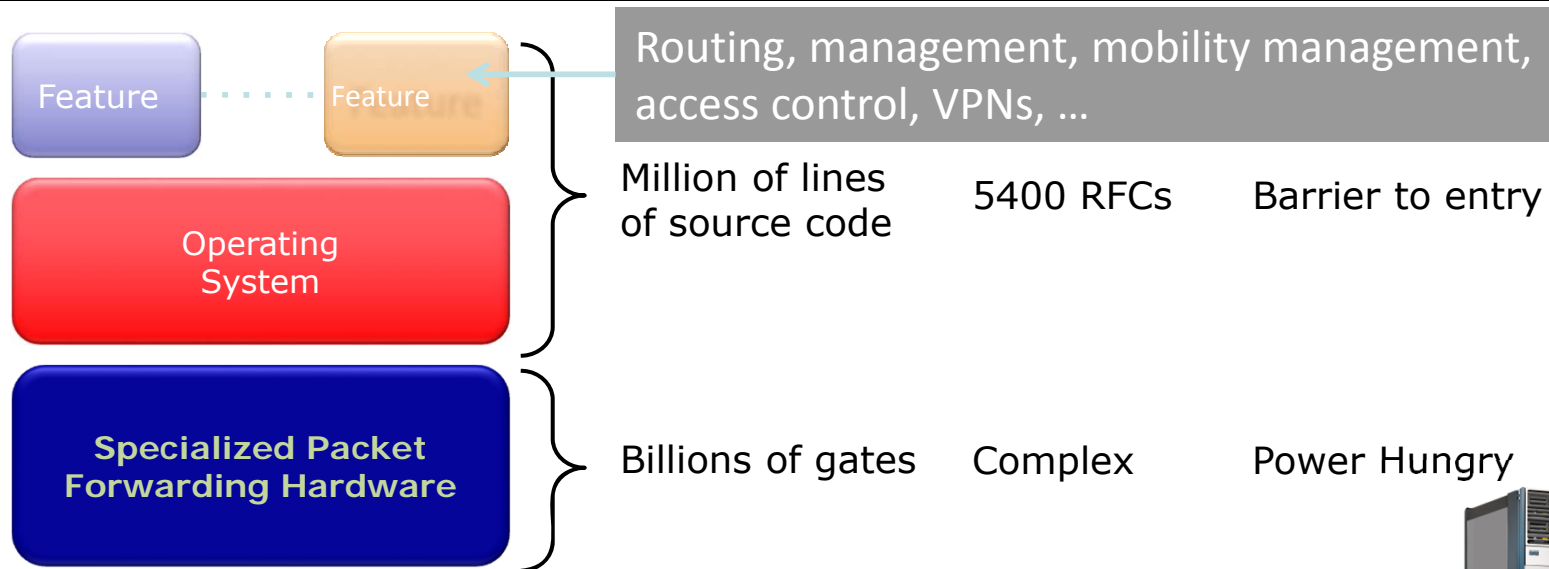 Feature
Feature
Routing, management, mobility management,
access control, VPNs, …
Million of lines
of source code
5400 RFCs
Barrier to entry
Operating
System
Specialized Packet
Forwarding Hardware
Billions of gates
Complex
Power Hungry